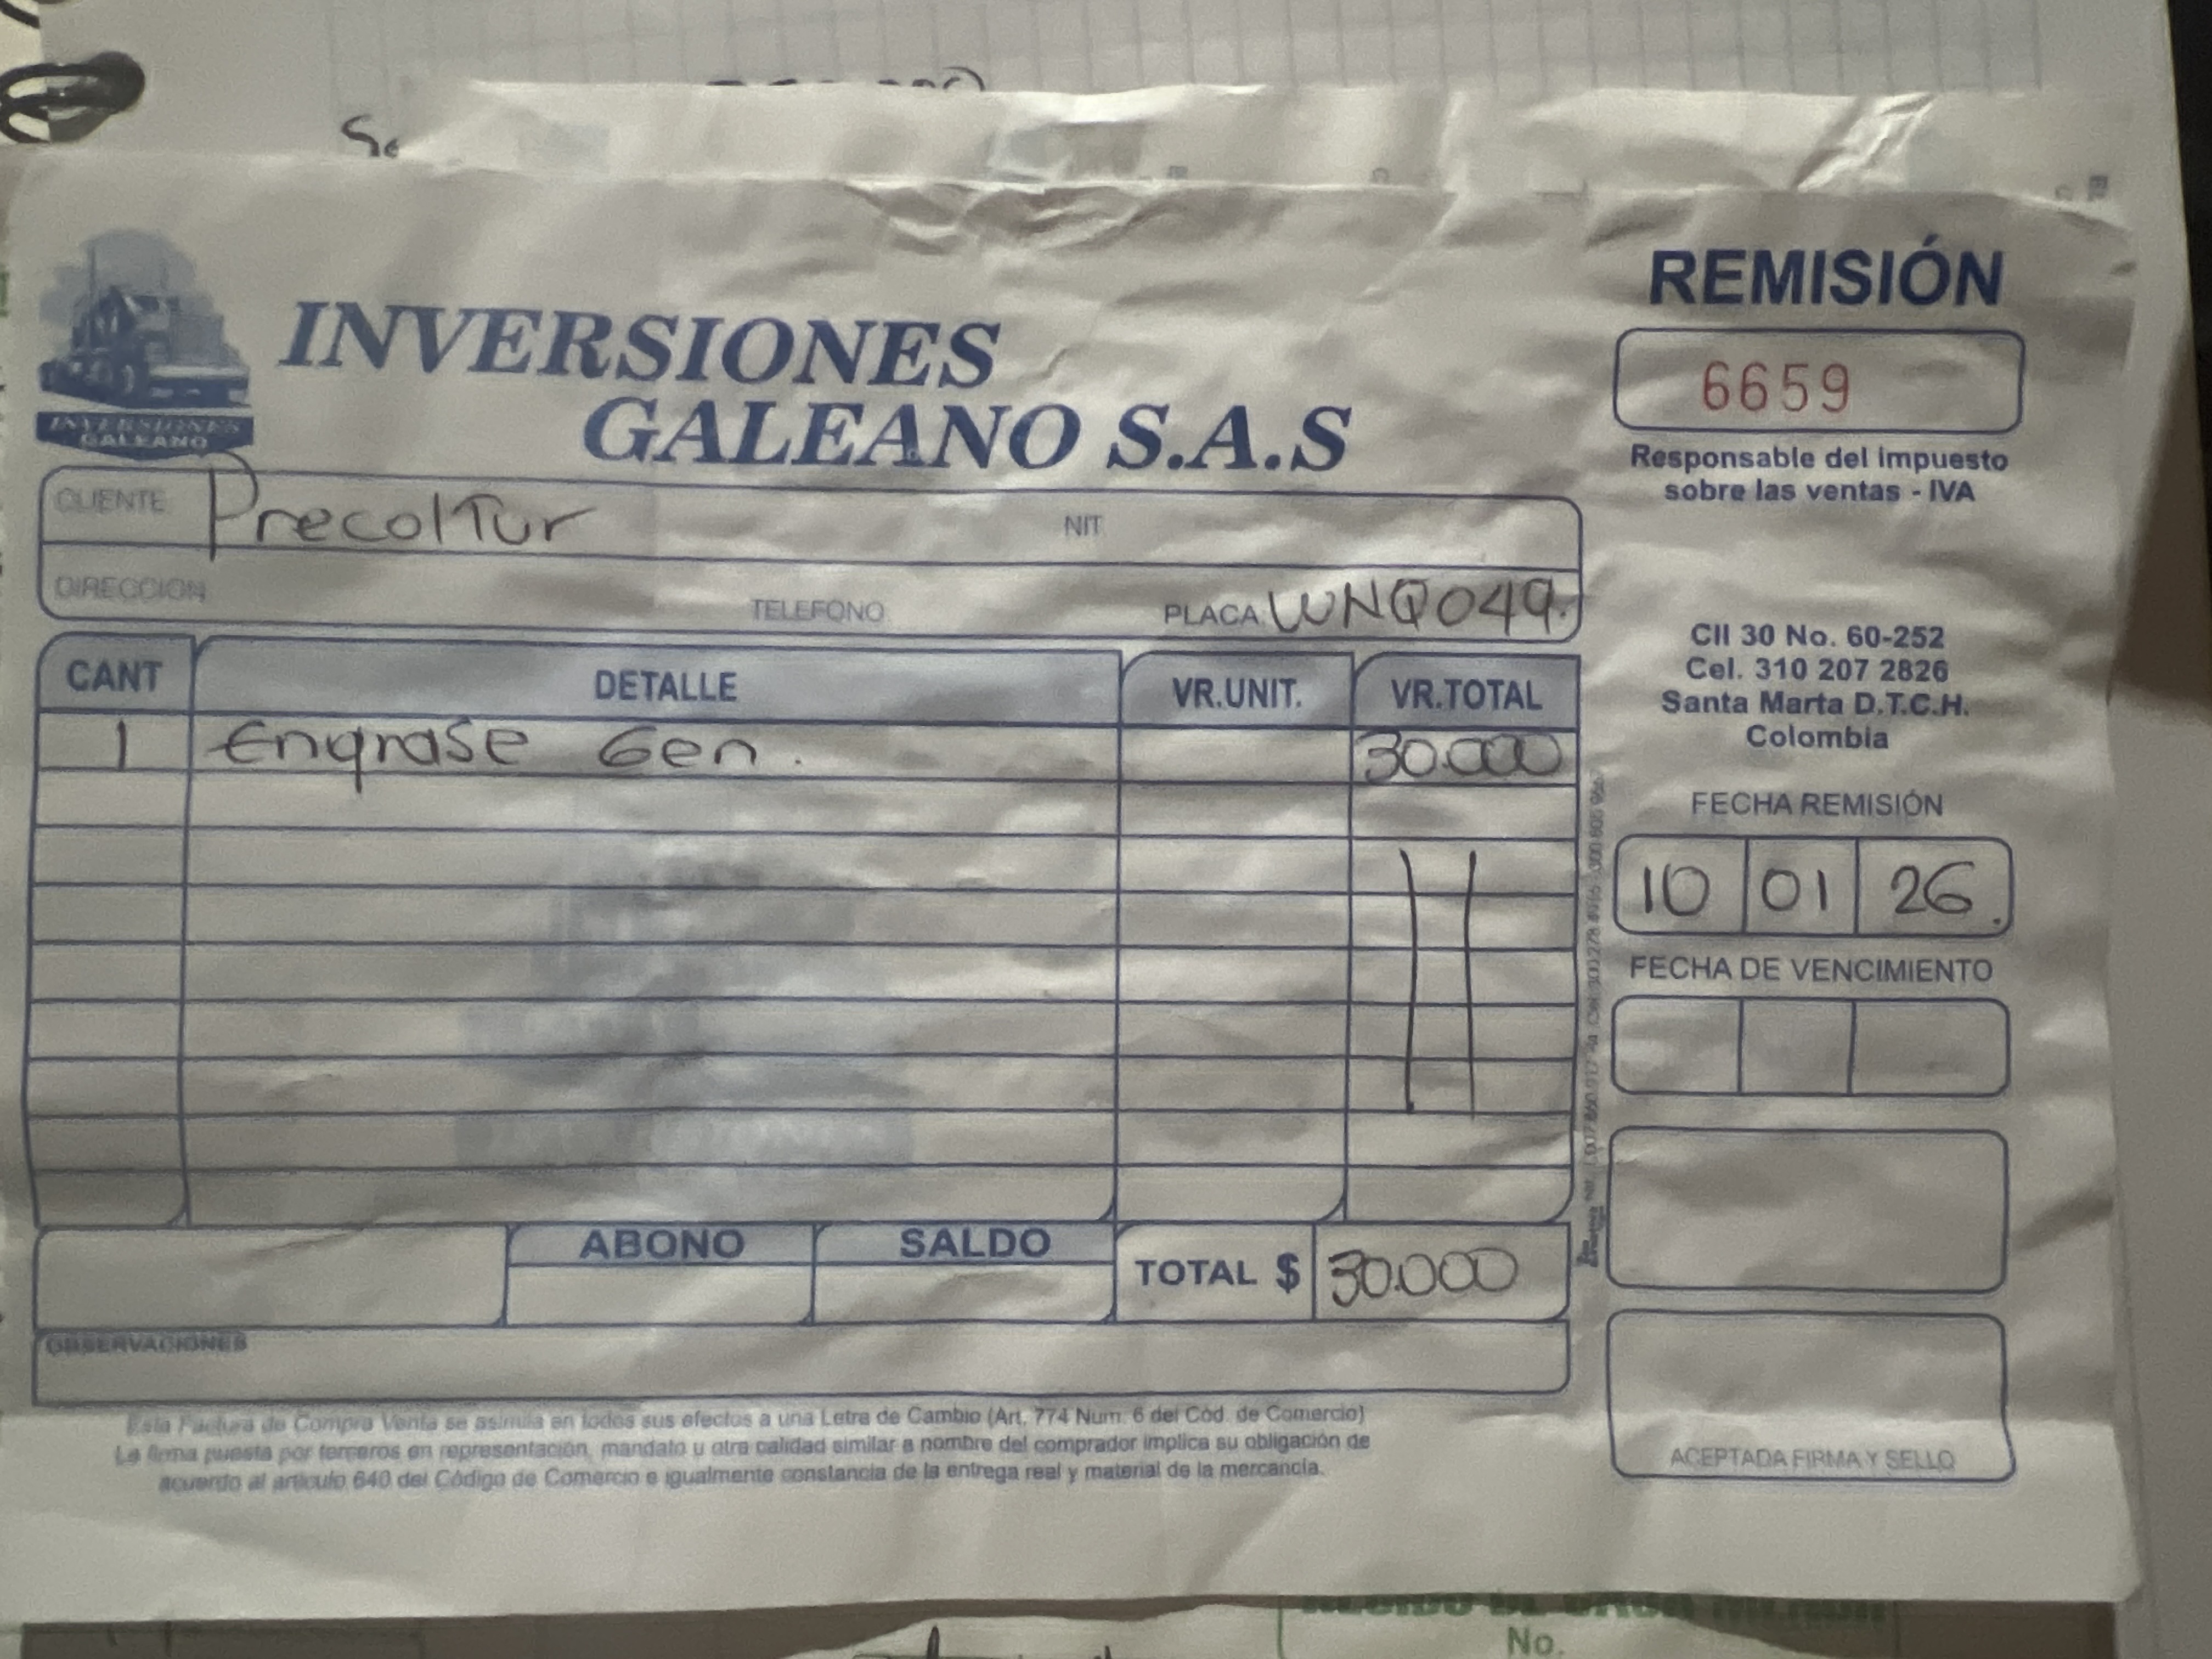 INVERSIONES
GALEANO S.A.S
INVERSIONES
GALEANO
REMISIÓN
6659
Responsable del impuesto
sobre las ventas - IVA
CLIENTE Precoltur NIT
DIRECCION TELEFONO PLACA WNQ049.
Cll 30 No. 60-252
Cel. 310 207 2826
Santa Marta D.T.C.H.
Colombia
CANT DETALLE VR.UNIT. VR.TOTAL
1 Engrase Gen. 30.000
FECHA REMISIÓN
10 01 26.
FECHA DE VENCIMIENTO
ABONO SALDO TOTAL $ 30.000
OBSERVACIONES
Esta Factura de Compra Venta se asimila en todos sus efectos a una Letra de Cambio (Art. 774 Num. 6 del Cód. de Comercio)
La firma puesta por terceros en representación, mandato u otra calidad similar a nombre del comprador implica su obligación de
acuerdo al articulo 640 del Código de Comercio e igualmente constancia de la entrega real y material de la mercancia.
ACEPTADA FIRMA Y SELLO
No.